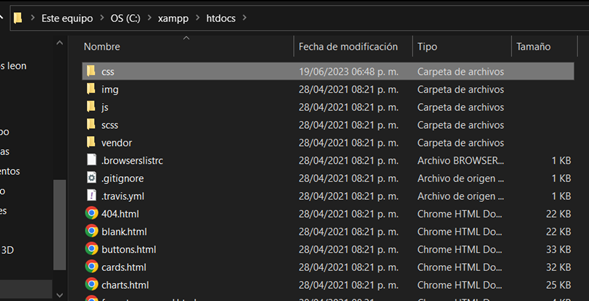 Este equipo > OS (C:) > xampp > htdocs >
Nombre Fecha de modificación Tipo Tamaño
os leon css 19/06/2023 06:48 p. m. Carpeta de archivos
img 28/04/2021 08:21 p. m. Carpeta de archivos
js 28/04/2021 08:21 p. m. Carpeta de archivos
scss 28/04/2021 08:21 p. m. Carpeta de archivos
vendor 28/04/2021 08:21 p. m. Carpeta de archivos
.browserslistrc 28/04/2021 08:21 p. m. Archivo BROWSER... 1 KB
.gitignore 28/04/2021 08:21 p. m. Archivo de origen ... 1 KB
.travis.yml 28/04/2021 08:21 p. m. Archivo de origen ... 1 KB
404.html 28/04/2021 08:21 p. m. Chrome HTML Do... 22 KB
blank.html 28/04/2021 08:21 p. m. Chrome HTML Do... 22 KB
3D buttons.html 28/04/2021 08:21 p. m. Chrome HTML Do... 33 KB
cards.html 28/04/2021 08:21 p. m. Chrome HTML Do... 32 KB
charts.html 28/04/2021 08:21 p. m. Chrome HTML Do... 25 KB